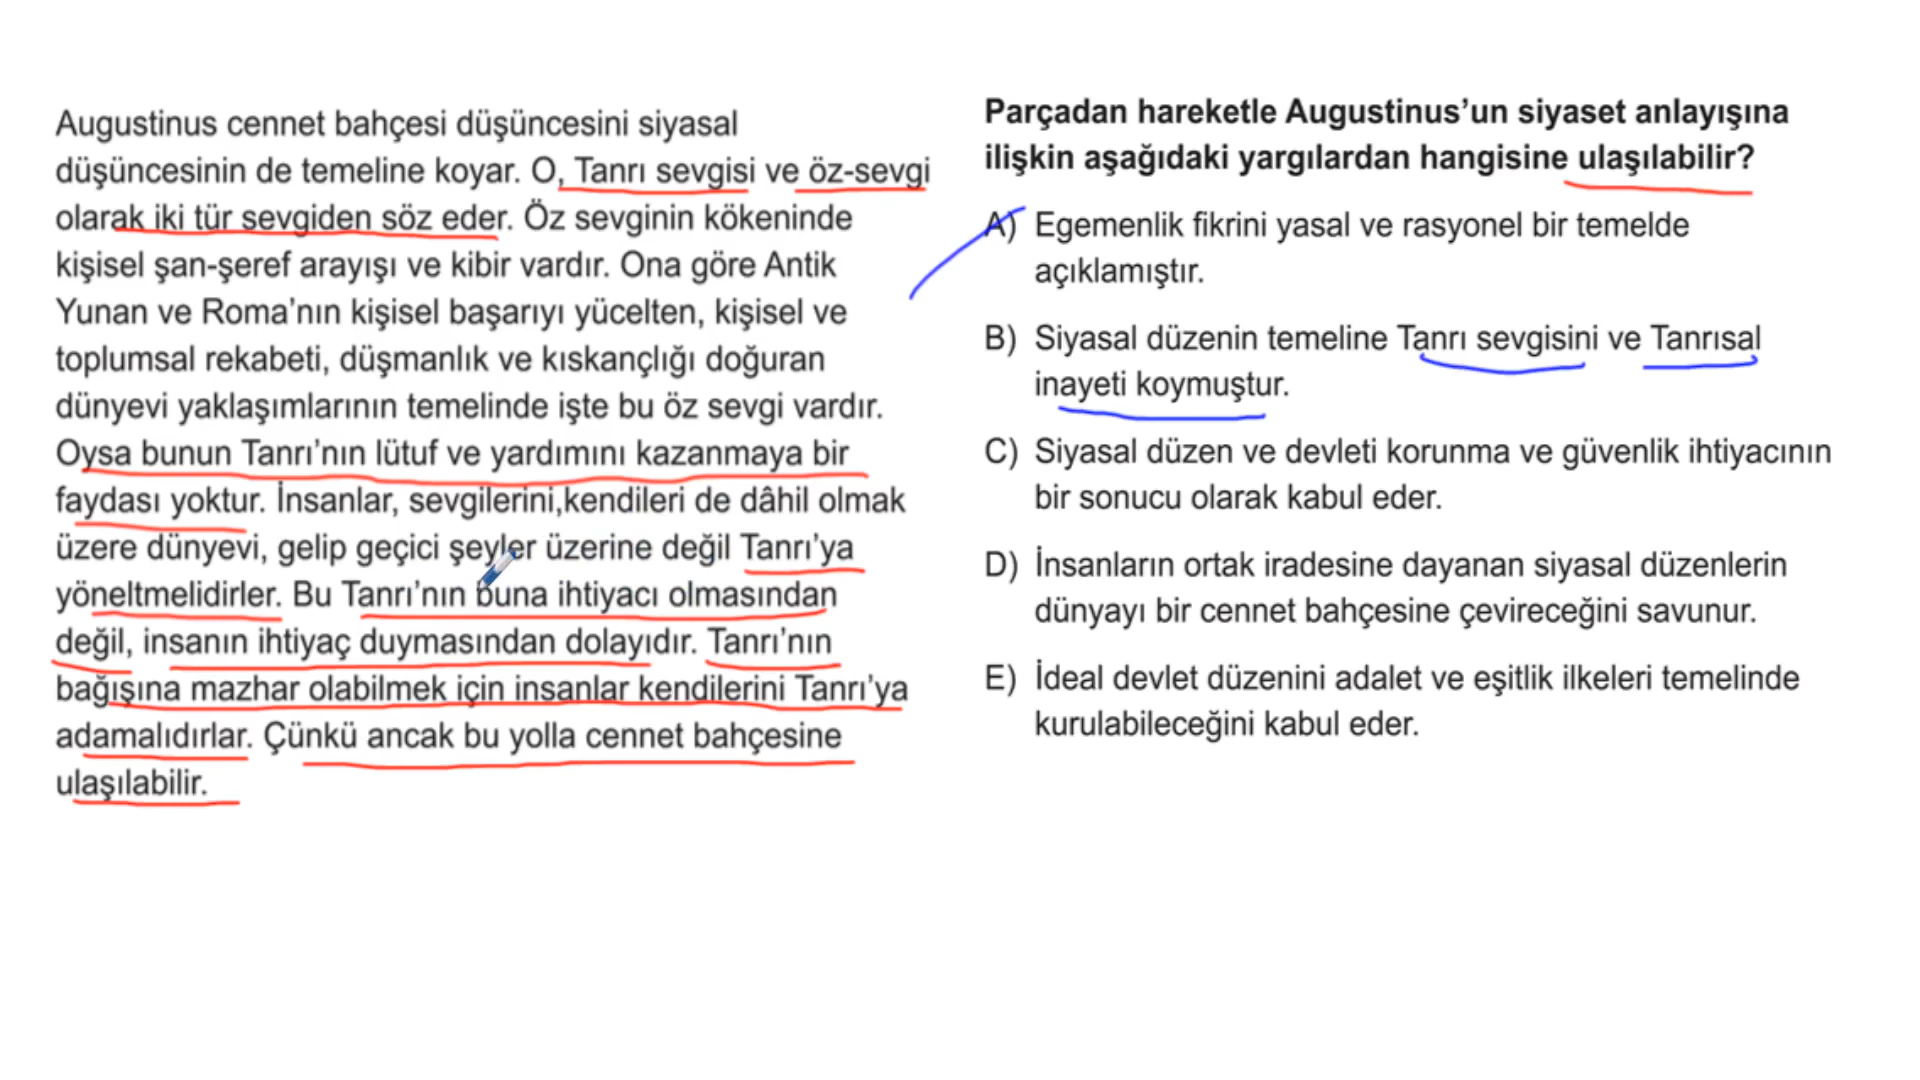 Augustinus cennet bahçesi düşüncesini siyasal
düşüncesinin de temeline koyar. O, Tanrı sevgisi ve öz-sevgi
olarak iki tür sevgiden söz eder. Öz sevginin kökeninde
kişisel şan-şeref arayışı ve kibir vardır. Ona göre Antik
Yunan ve Roma’nın kişisel başarıyı yücelten, kişisel ve
toplumsal rekabeti, düşmanlık ve kıskançlığı doğuran
dünyevi yaklaşımlarının temelinde işte bu öz sevgi vardır.
Oysa bunun Tanrı’nın lütuf ve yardımını kazanmaya bir
faydası yoktur. İnsanlar, sevgilerini,kendileri de dâhil olmak
üzere dünyevi, gelip geçici şeyler üzerine değil Tanrı’ya
yöneltmelidirler. Bu Tanrı’nın buna ihtiyacı olmasından
değil, insanın ihtiyaç duymasından dolayıdır. Tanrı’nın
bağışına mazhar olabilmek için insanlar kendilerini Tanrı’ya
adamalıdırlar. Çünkü ancak bu yolla cennet bahçesine
ulaşılabilir.
Parçadan hareketle Augustinus’un siyaset anlayışına
ilişkin aşağıdaki yargılardan hangisine ulaşılabilir?
A) Egemenlik fikrini yasal ve rasyonel bir temelde
açıklamıştır.
B) Siyasal düzenin temeline Tanrı sevgisini ve Tanrısal
inayeti koymuştur.
C) Siyasal düzen ve devleti korunma ve güvenlik ihtiyacının
bir sonucu olarak kabul eder.
D) İnsanların ortak iradesine dayanan siyasal düzenlerin
dünyayı bir cennet bahçesine çevireceğini savunur.
E) İdeal devlet düzenini adalet ve eşitlik ilkeleri temelinde
kurulabileceğini kabul eder.